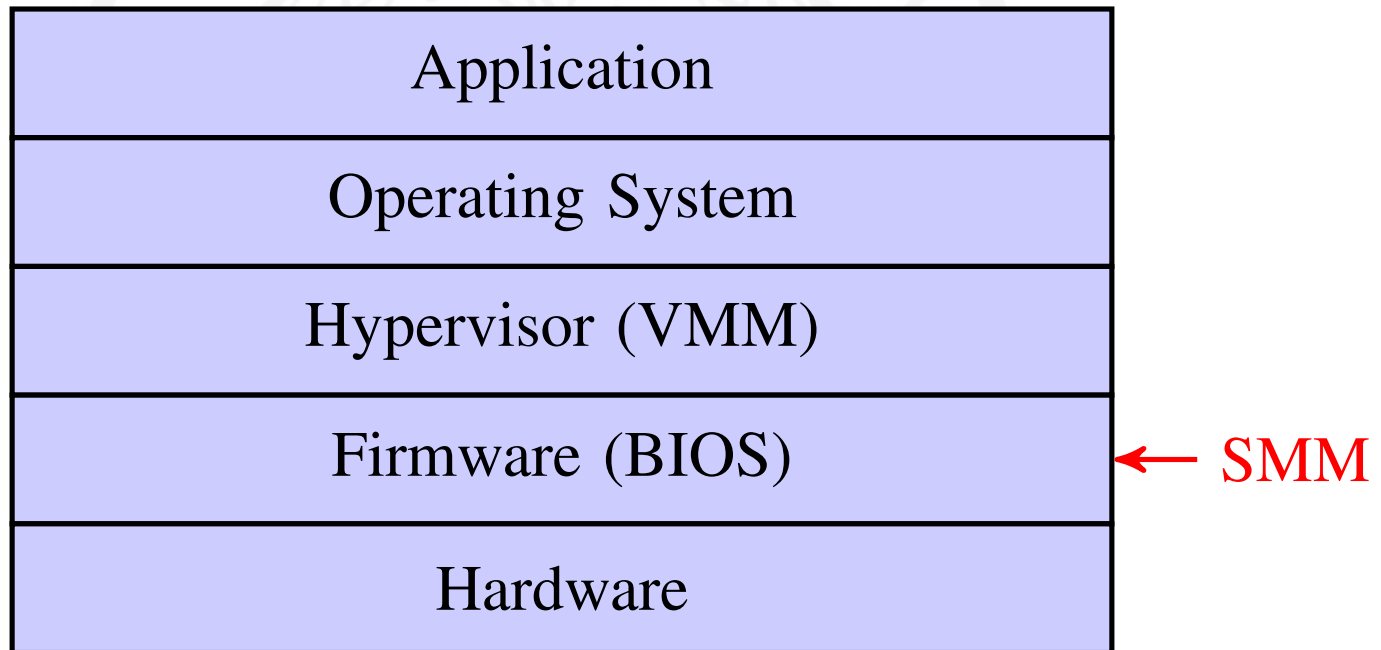 Application
Operating System
Hypervisor (VMM)
Firmware (BIOS)
SMM
Hardware